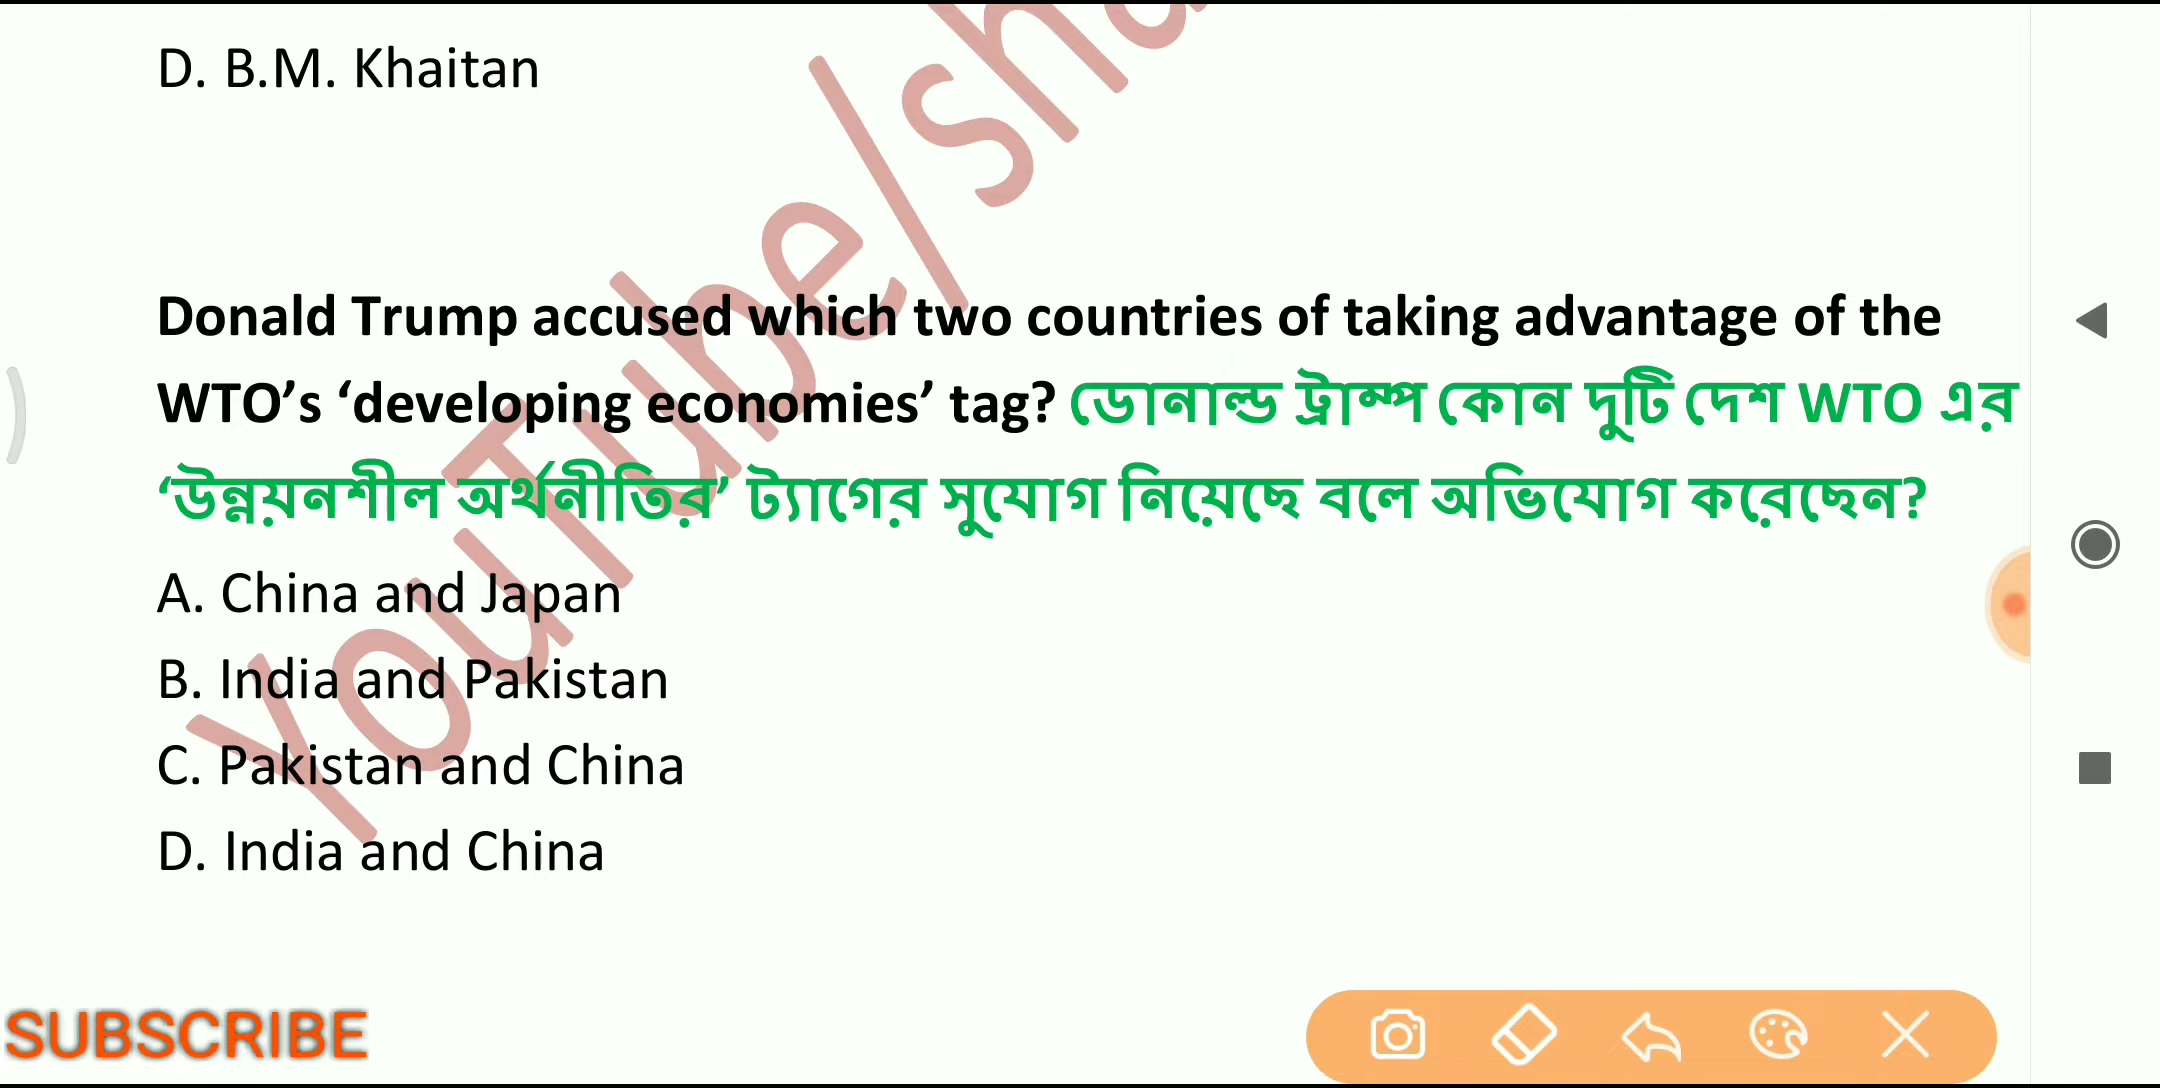 D. B.M. Khaitan
Donald Trump accused which two countries of taking advantage of the
WTO’s ‘developing economies’ tag? ডোনাল্ড ট্রাম্প কোন দুটি দেশ WTO এর
‘উন্নয়নশীল অর্থনীতির’ ট্যাগের সুযোগ নিয়েছে বলে অভিযোগ করেছেন?
A. China and Japan
B. India and Pakistan
C. Pakistan and China
D. India and China
YouTube/sha
SUBSCRIBE